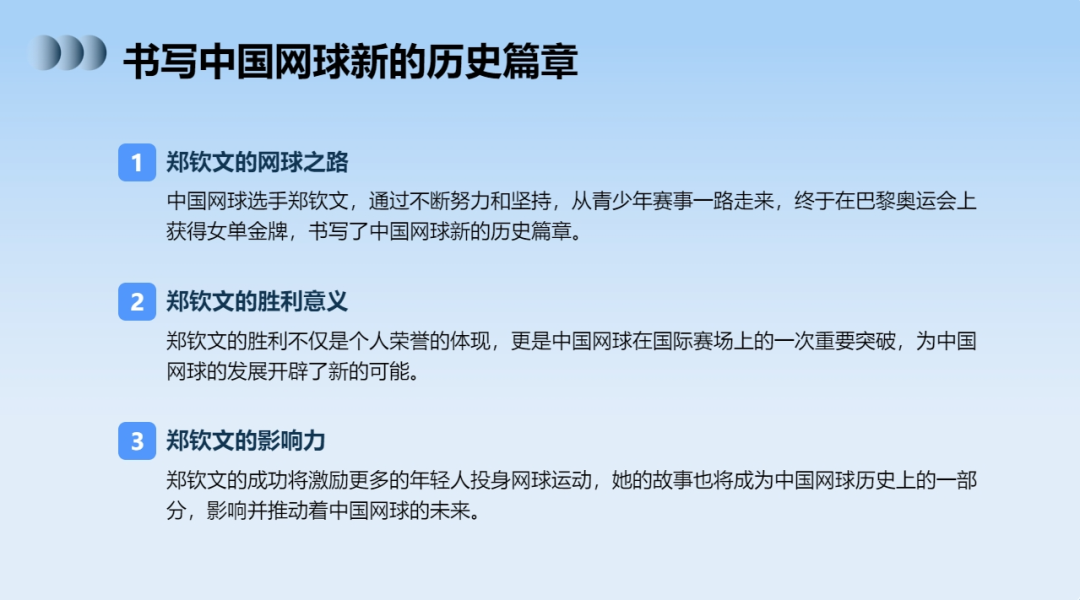 书写中国网球新的历史篇章
1 郑钦文的网球之路
中国网球选手郑钦文，通过不断努力和坚持，从青少年赛事一路走来，终于在巴黎奥运会上
获得女单金牌，书写了中国网球新的历史篇章。
2 郑钦文的胜利意义
郑钦文的胜利不仅是个人荣誉的体现，更是中国网球在国际赛场上的一次重要突破，为中国
网球的发展开辟了新的可能。
3 郑钦文的影响力
郑钦文的成功将激励更多的年轻人投身网球运动，她的故事也将成为中国网球历史上的一部
分，影响并推动着中国网球的未来。